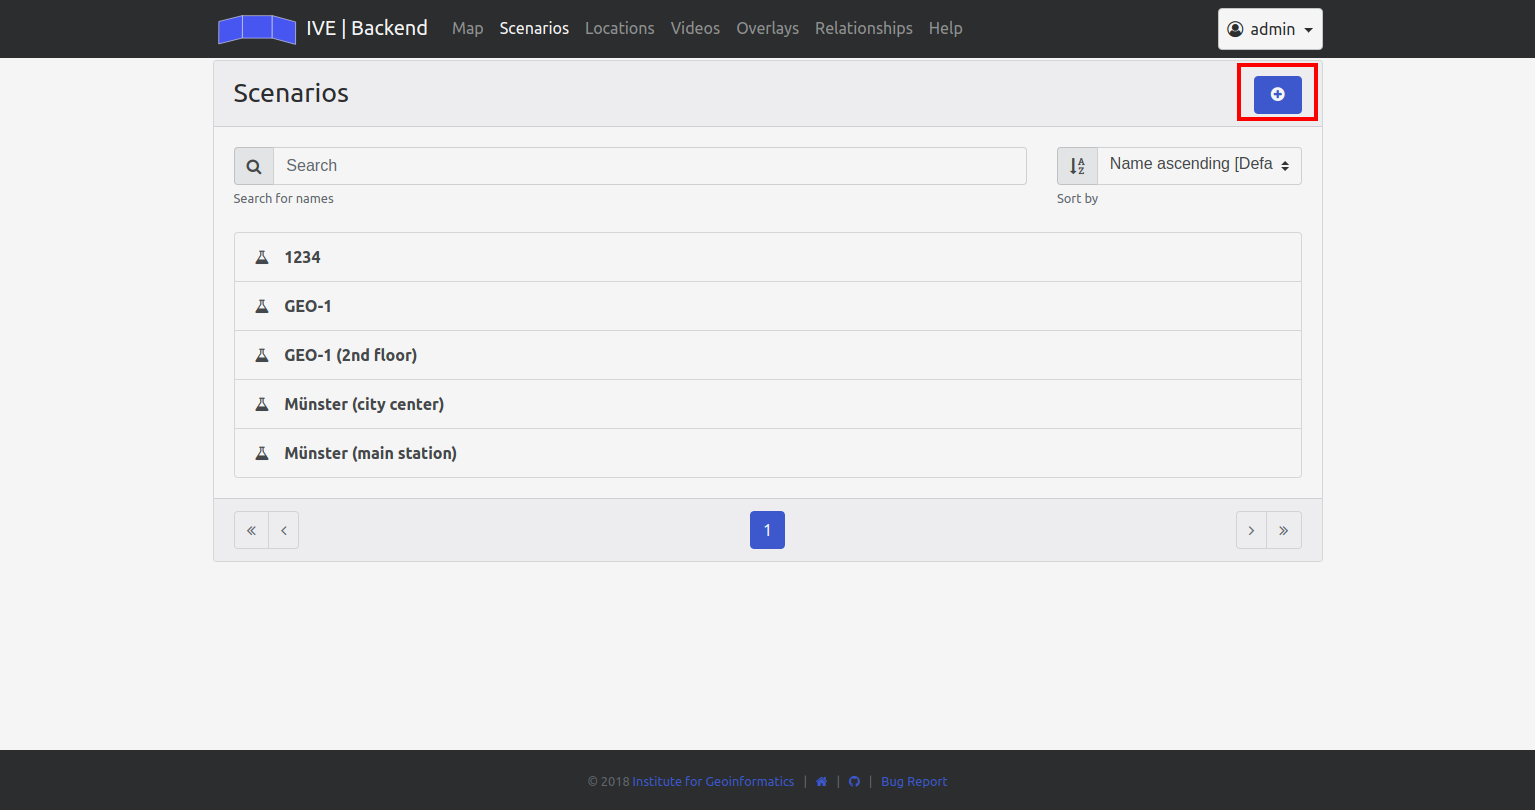 IVE | Backend Map Scenarios Locations Videos Overlays Relationships Help admin
Scenarios
Search Name ascending [Defa
Search for names Sort by
1234
GEO-1
GEO-1 (2nd floor)
Münster (city center)
Münster (main station)
« ‹ 1 › »
© 2018 Institute for Geoinformatics | | | Bug Report